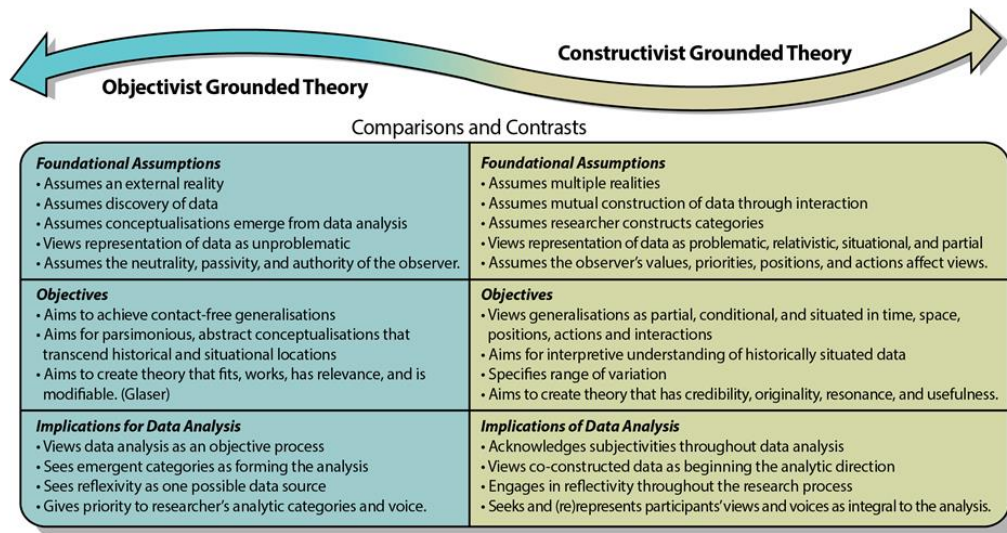 Constructivist Grounded Theory
Objectivist Grounded Theory
Comparisons and Contrasts
Foundational Assumptions
• Assumes an external reality
• Assumes discovery of data
• Assumes conceptualisations emerge from data analysis
• Views representation of data as unproblematic
• Assumes the neutrality, passivity, and authority of the observer.
Foundational Assumptions
• Assumes multiple realities
• Assumes mutual construction of data through interaction
• Assumes researcher constructs categories
• Views representation of data as problematic, relativistic, situational, and partial
• Assumes the observer's values, priorities, positions, and actions affect views.
Objectives
• Aims to achieve contact-free generalisations
• Aims for parsimonious, abstract conceptualisations that
transcend historical and situational locations
• Aims to create theory that fits, works, has relevance, and is
modifiable. (Glaser)
Objectives
• Views generalisations as partial, conditional, and situated in time, space,
positions, actions and interactions
• Aims for interpretive understanding of historically situated data
• Specifies range of variation
• Aims to create theory that has credibility, originality, resonance, and usefulness.
Implications for Data Analysis
• Views data analysis as an objective process
• Sees emergent categories as forming the analysis
• Sees reflexivity as one possible data source
• Gives priority to researcher's analytic categories and voice.
Implications of Data Analysis
• Acknowledges subjectivities throughout data analysis
• Views co-constructed data as beginning the analytic direction
• Engages in reflectivity throughout the research process
• Seeks and (re)represents participants' views and voices as integral to the analysis.